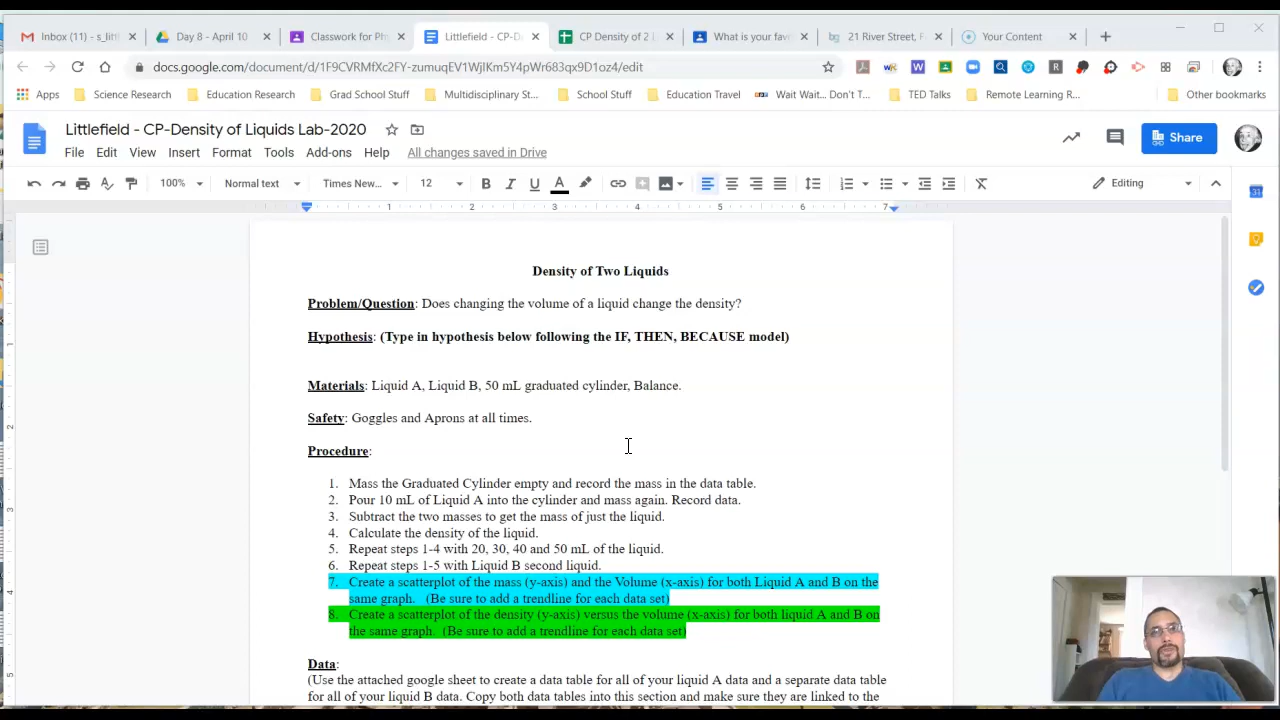 Inbox (11) - s_litt
Day 8 - April 10
Classwork for Ph
Littlefield - CP-D
CP Density of 2 L
What is your favi
21 River Street, F
Your Content
docs.google.com/document/d/1F9CVRMfXc2FY-zumuqEV1WjIKm5Y4pWr683qx9D1oz4/edit
Apps
Science Research
Education Research
Grad School Stuff
Multidisciplinary St...
School Stuff
Education Travel
Wait Wait... Don't T...
TED Talks
Remote Learning R...
Other bookmarks
Littlefield - CP-Density of Liquids Lab-2020
File Edit View Insert Format Tools Add-ons Help All changes saved in Drive
Share
100% Normal text Times New... 12 B I U A Editing
1 2 3 4 5 6 7
Density of Two Liquids
Problem/Question: Does changing the volume of a liquid change the density?
Hypothesis: (Type in hypothesis below following the IF, THEN, BECAUSE model)
Materials: Liquid A, Liquid B, 50 mL graduated cylinder, Balance.
Safety: Goggles and Aprons at all times.
Procedure:
1. Mass the Graduated Cylinder empty and record the mass in the data table.
2. Pour 10 mL of Liquid A into the cylinder and mass again. Record data.
3. Subtract the two masses to get the mass of just the liquid.
4. Calculate the density of the liquid.
5. Repeat steps 1-4 with 20, 30, 40 and 50 mL of the liquid.
6. Repeat steps 1-5 with Liquid B second liquid.
7. Create a scatterplot of the mass (y-axis) and the Volume (x-axis) for both Liquid A and B on the
same graph. (Be sure to add a trendline for each data set)
8. Create a scatterplot of the density (y-axis) versus the volume (x-axis) for both liquid A and B on
the same graph. (Be sure to add a trendline for each data set)
Data:
(Use the attached google sheet to create a data table for all of your liquid A data and a separate data table
for all of your liquid B data. Copy both data tables into this section and make sure they are linked to the